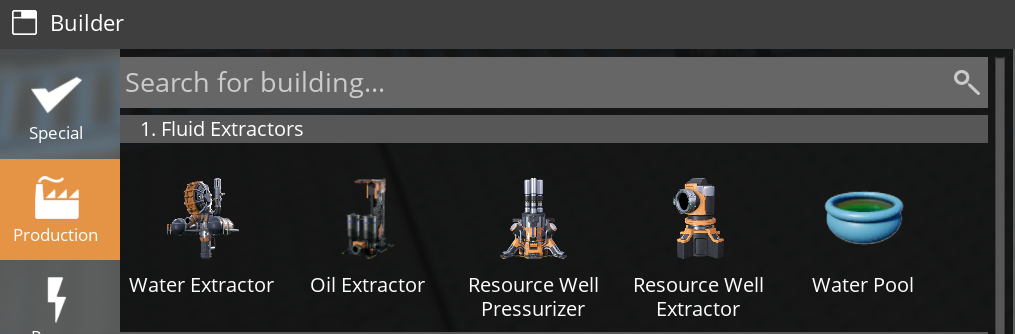 Builder
Special
Production
Search for building...
1. Fluid Extractors
Water Extractor
Oil Extractor
Resource Well
Pressurizer
Resource Well
Extractor
Water Pool